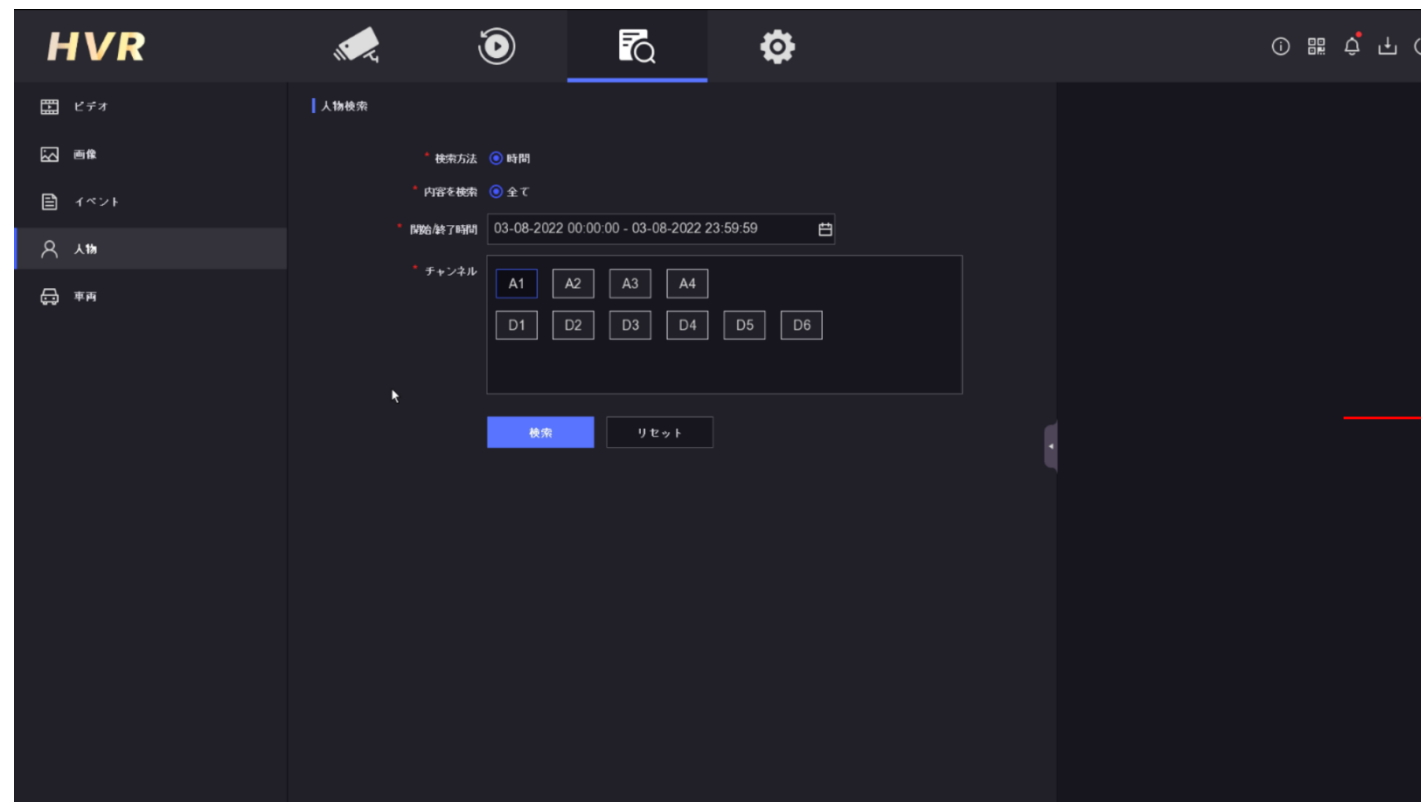 HVR
ビデオ
画像
イベント
人物
車両
人物検索
* 検索方法 時間
* 内容を検索 全て
* 開始/終了時間 03-08-2022 00:00:00 - 03-08-2022 23:59:59
* チャンネル A1 A2 A3 A4
D1 D2 D3 D4 D5 D6
検索 リセット